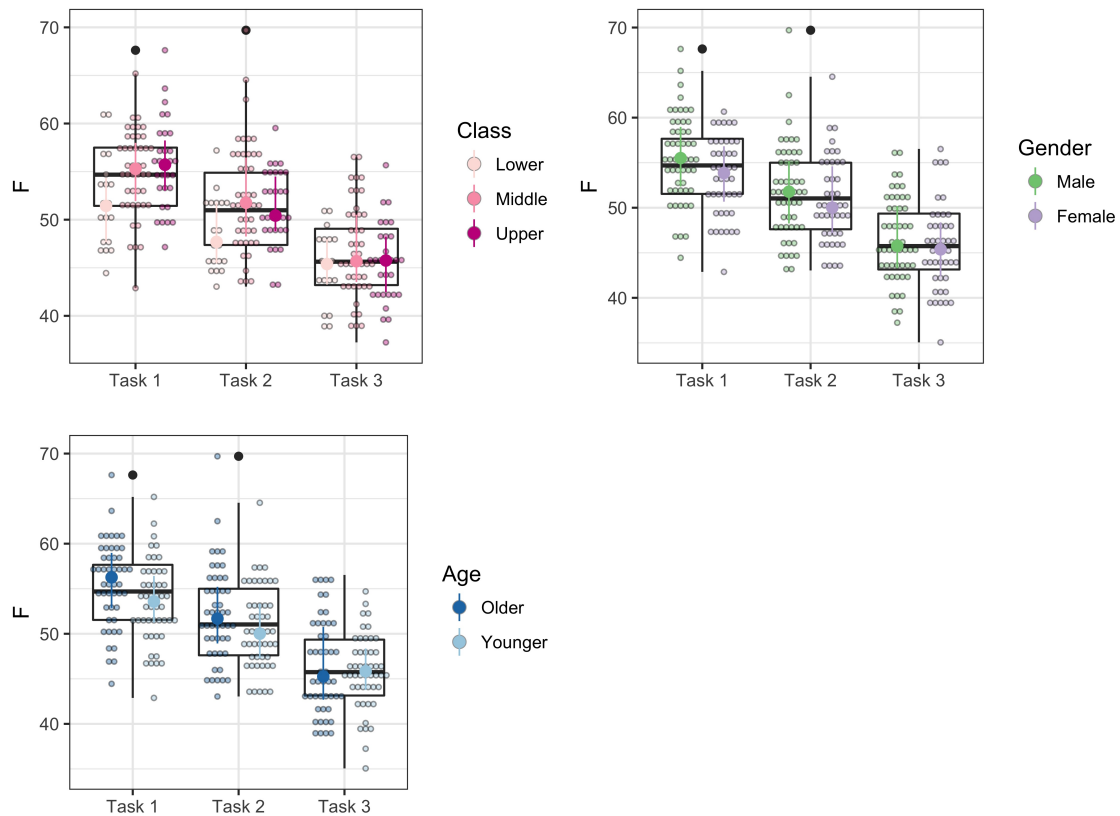 70
60
50
40
F
Task 1 Task 2 Task 3
Class
Lower
Middle
Upper
70
60
50
40
F
Task 1 Task 2 Task 3
Gender
Male
Female
70
60
50
40
F
Task 1 Task 2 Task 3
Age
Older
Younger